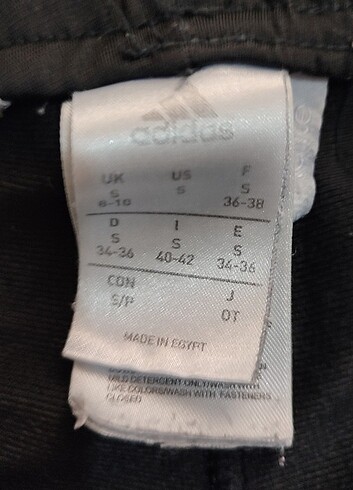 adidas
UK US F
S S S
8-10 36-38
D I E
S S S
34-36 40-42 34-36
CDN J
S/P OT
MADE IN EGYPT
MILD DETERGENT ONLY/WASH WITH
LIKE COLORS/WASH WITH FASTENERS
CLOSED